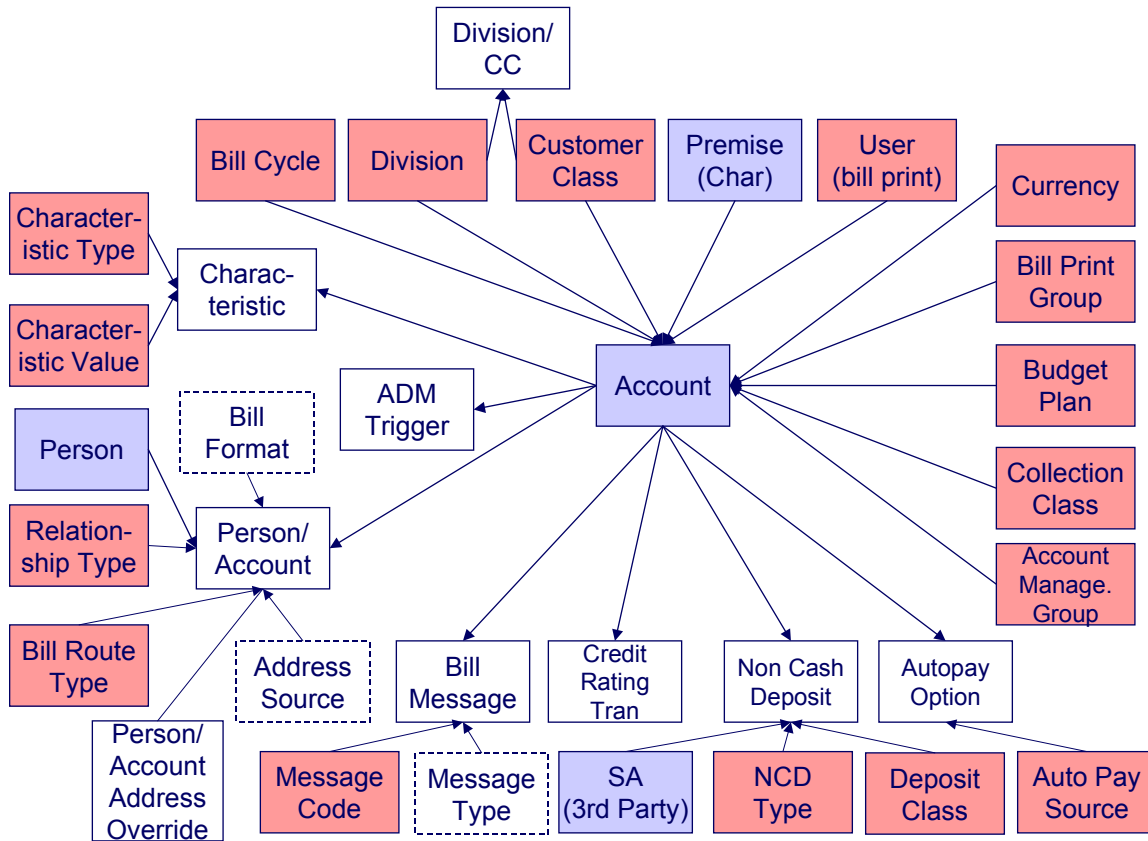 Division/
CC
Bill Cycle
Division
Customer
Class
Premise
(Char)
User
(bill print)
Currency
Character-
istic Type
Charac-
teristic
Bill Print
Group
Character-
istic Value
Account
Budget
Plan
ADM
Trigger
Person
Bill
Format
Collection
Class
Relation-
ship Type
Person/
Account
Account
Manage.
Group
Bill Route
Type
Address
Source
Bill
Message
Credit
Rating
Tran
Non Cash
Deposit
Autopay
Option
Person/
Account
Address
Override
Message
Code
Message
Type
SA
(3rd Party)
NCD
Type
Deposit
Class
Auto Pay
Source